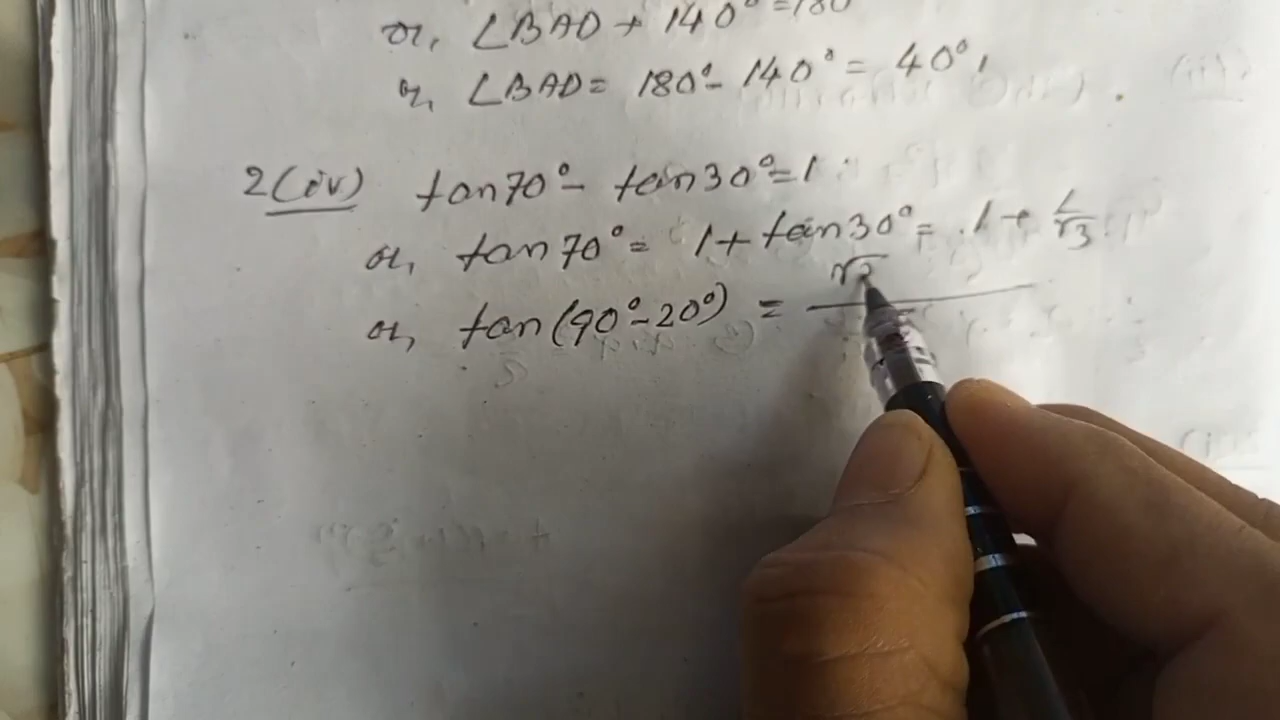 or, ∠BAD + 140° = 180
or, ∠BAD = 180° - 140° = 40°,
2(iv) tan70° - tan30° = 1
or, tan70° = 1 + tan30° = 1 + 1/√3
or, tan(90° - 20°) = √3